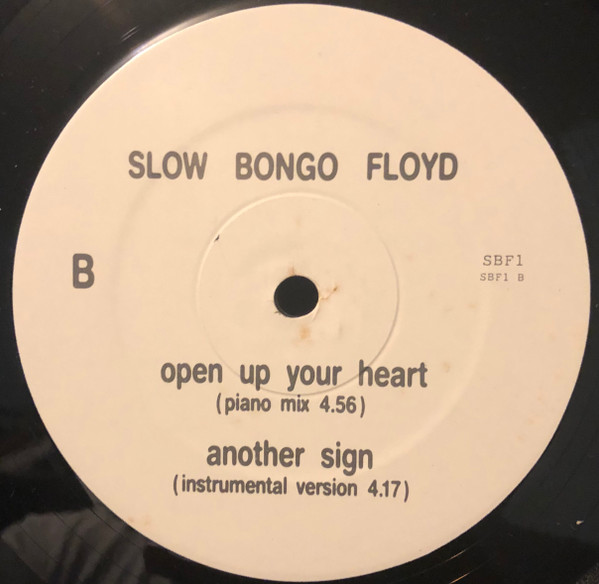 SLOW BONGO FLOYD
B
SBF1
SBF1 B
open up your heart
(piano mix 4.56)
another sign
(instrumental version 4.17)